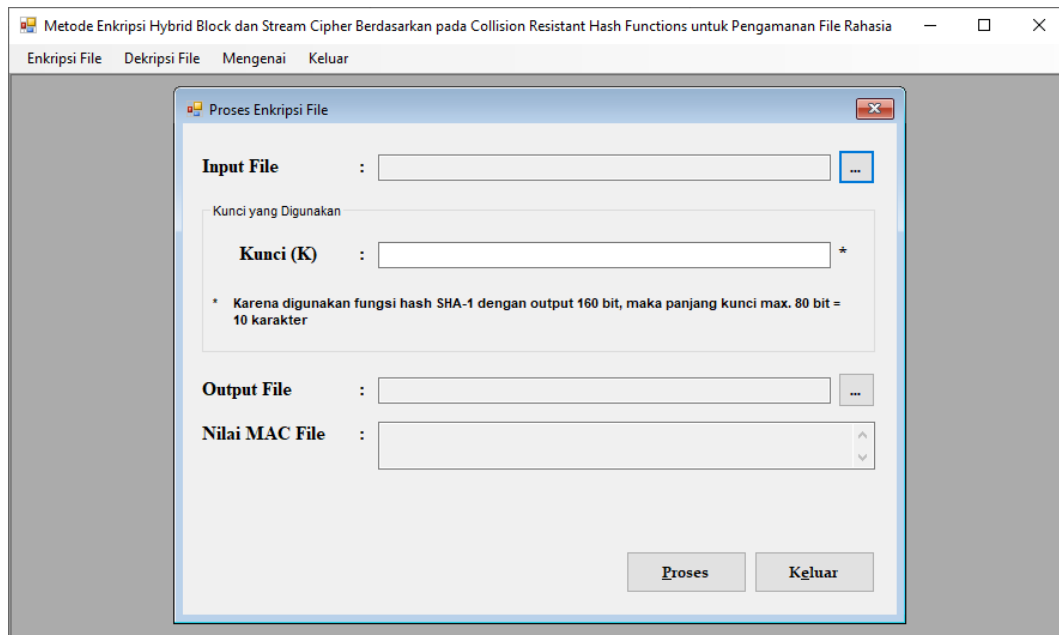 Metode Enkripsi Hybrid Block dan Stream Cipher Berdasarkan pada Collision Resistant Hash Functions untuk Pengamanan File Rahasia
Enkripsi File Dekripsi File Mengenai Keluar
Proses Enkripsi File
Input File : ...
Kunci yang Digunakan
Kunci (K) : *
* Karena digunakan fungsi hash SHA-1 dengan output 160 bit, maka panjang kunci max. 80 bit =
10 karakter
Output File : ...
Nilai MAC File :
Proses Keluar